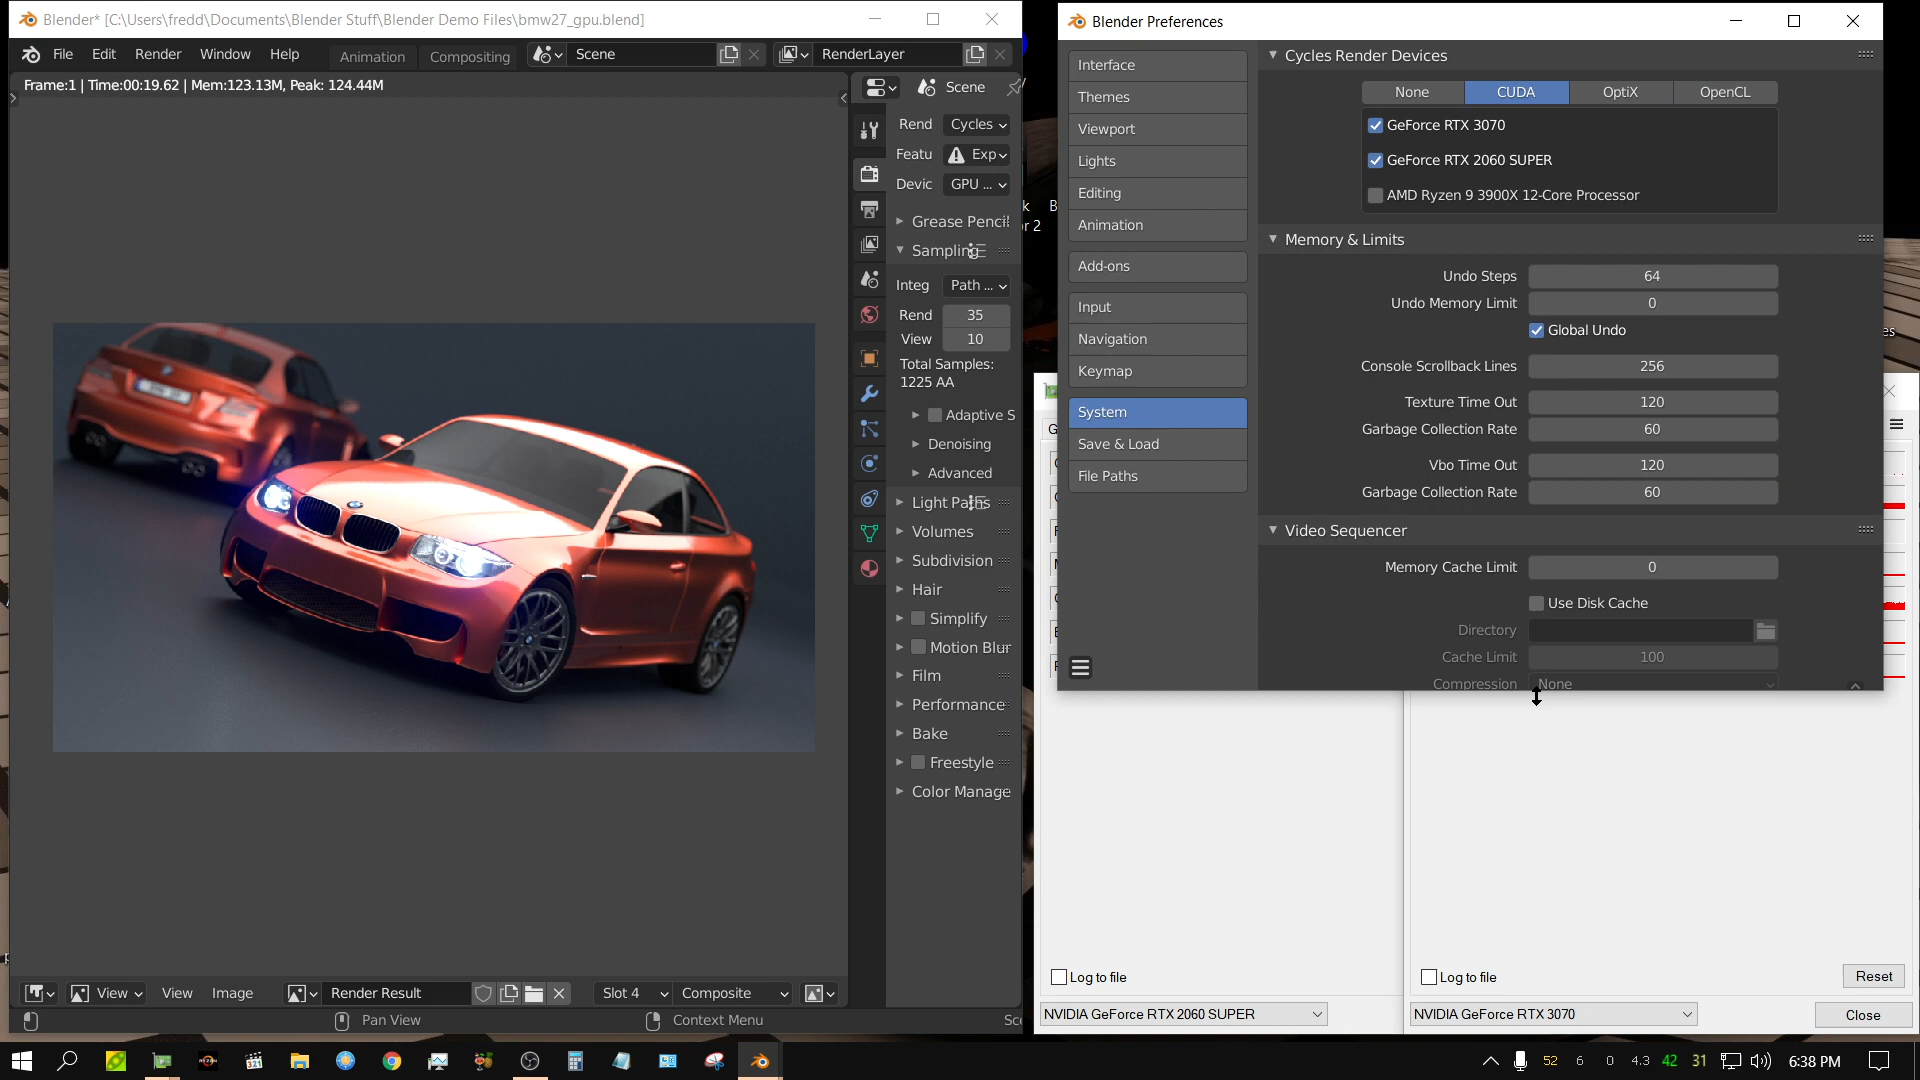 Blender* [C:\Users\fredd\Documents\Blender Stuff\Blender Demo Files\bmw27_gpu.blend]
File Edit Render Window Help Animation Compositing Scene RenderLayer
Frame:1 | Time:00:19.62 | Mem:123.13M, Peak: 124.44M
Scene
Rend Cycles
Featu Exp
Devic GPU ...
Grease Pencil
Sampling
Integ Path ...
Rend 35
View 10
Total Samples:
1225 AA
Adaptive S
Denoising
Advanced
Light Paths
Volumes
Subdivision
Hair
Simplify
Motion Blur
Film
Performance
Bake
Freestyle
Color Manage
View View Image Render Result Slot 4 Composite
Pan View Context Menu Sc
Blender Preferences
Interface
Themes
Viewport
Lights
Editing
Animation
Add-ons
Input
Navigation
Keymap
System
Save & Load
File Paths
Cycles Render Devices
None CUDA OptiX OpenCL
GeForce RTX 3070
GeForce RTX 2060 SUPER
AMD Ryzen 9 3900X 12-Core Processor
Memory & Limits
Undo Steps 64
Undo Memory Limit 0
Global Undo
Console Scrollback Lines 256
Texture Time Out 120
Garbage Collection Rate 60
Vbo Time Out 120
Garbage Collection Rate 60
Video Sequencer
Memory Cache Limit 0
Use Disk Cache
Directory
Cache Limit 100
Compression None
k B
or 2
es
Log to file Log to file Reset
NVIDIA GeForce RTX 2060 SUPER NVIDIA GeForce RTX 3070 Close
RYZEN 52 6 0 4.3 42 31 6:38 PM